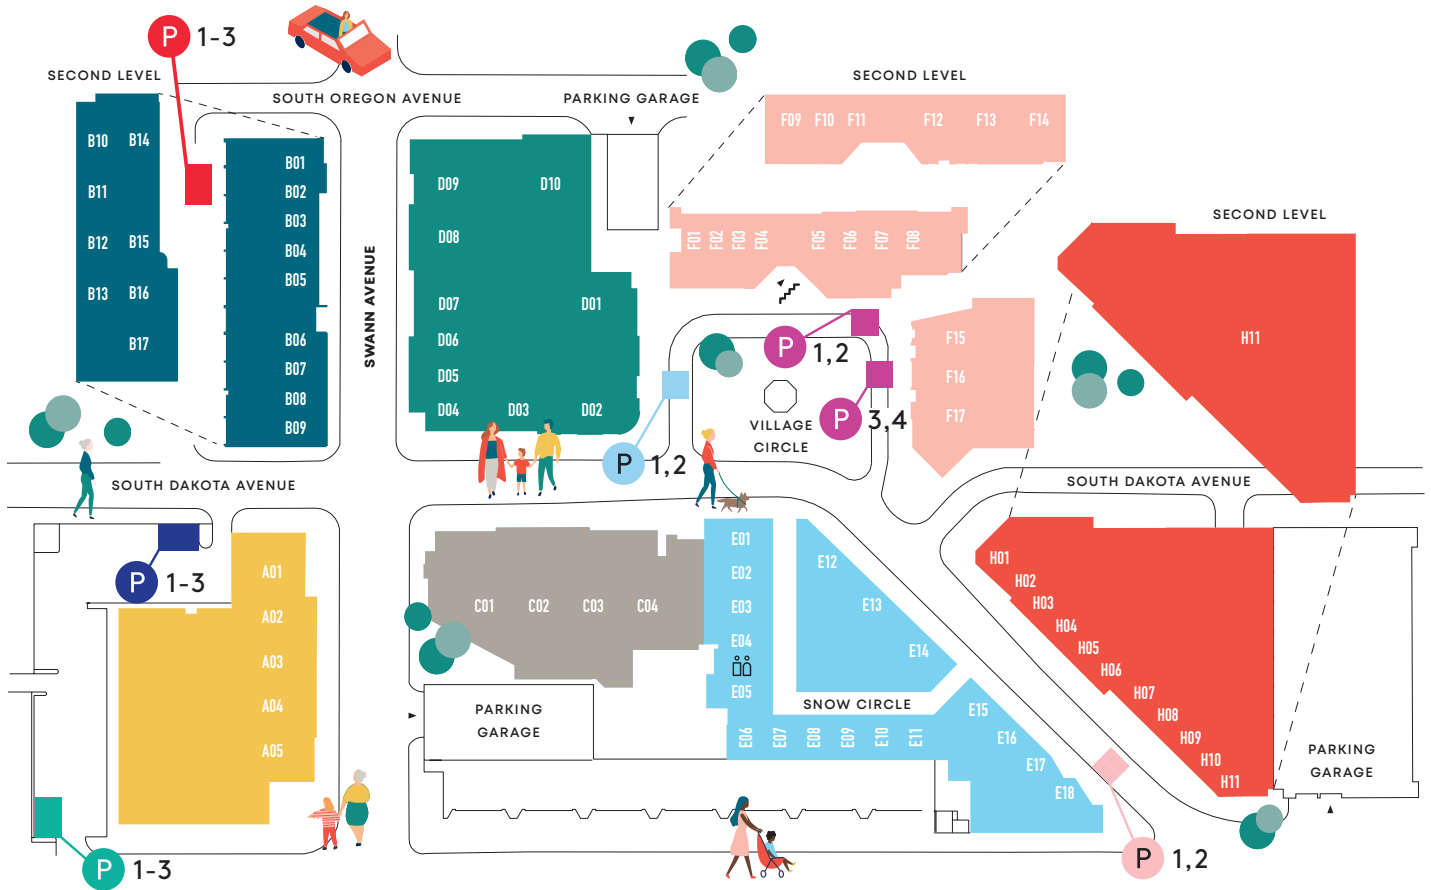 P 1-3
SECOND LEVEL
SOUTH OREGON AVENUE
PARKING GARAGE
SECOND LEVEL
B10 B14
B11
B12 B15
B13 B16
B17
B01
B02
B03
B04
B05
B06
B07
B08
B09
SWANN AVENUE
D09 D10
D08
D07 D01
D06
D05
D04 D03 D02
F09 F10 F11 F12 F13 F14
F01 F02 F03 F04 F05 F06 F07 F08
F15
F16
F17
SECOND LEVEL
H11
P 1,2
P 3,4
VILLAGE
CIRCLE
P 1,2
SOUTH DAKOTA AVENUE
SOUTH DAKOTA AVENUE
P 1-3
A01
A02
A03
A04
A05
C01 C02 C03 C04
E01
E02
E03
E04
E05
E06 E07 E08 E09 E10 E11
E12
E13
E14
SNOW CIRCLE
E15
E16
E17
E18
H01
H02
H03
H04
H05
H06
H07
H08
H09
H10
H11
PARKING
GARAGE
PARKING
GARAGE
P 1-3
P 1,2